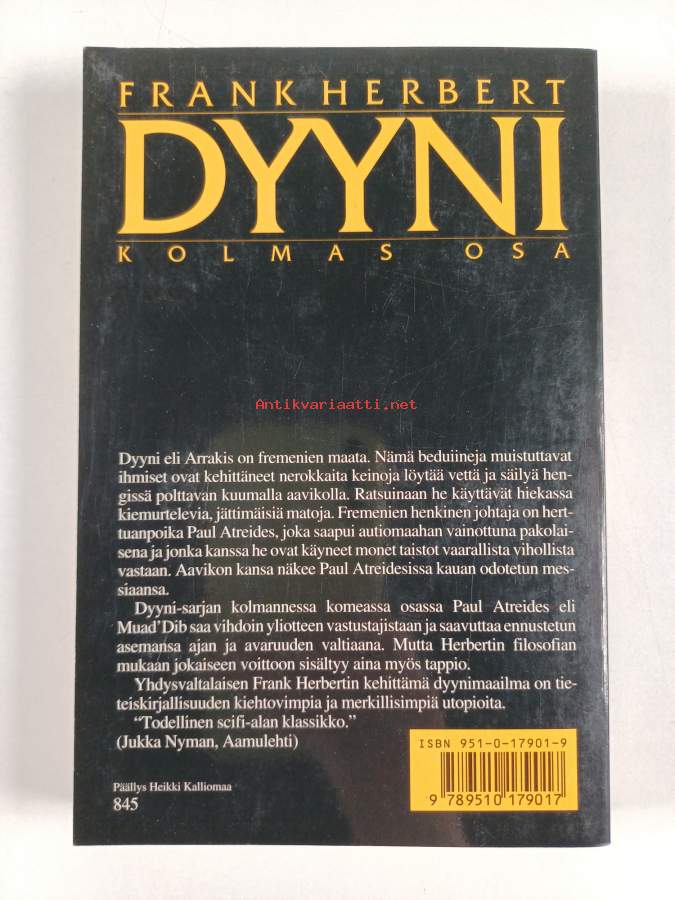 FRANK HERBERT
DYYNI
KOLMAS OSA
Antikvariaatti.net
Dyyni eli Arrakis on fremenien maata. Nämä beduiineja muistuttavat
ihmiset ovat kehittäneet nerokkaita keinoja löytää vettä ja säilyä hen-
gissä polttavan kuumalla aavikolla. Ratsuinaan he käyttävät hiekassa
kiemurtelevia, jättimäisiä matoja. Fremenien henkinen johtaja on hert-
tuanpoika Paul Atreides, joka saapui autiomaahan vainottuna pakolai-
sena ja jonka kanssa he ovat käyneet monet taistot vaarallista vihollista
vastaan. Aavikon kansa näkee Paul Atreidesissa kauan odotetun mes-
siaansa.
Dyyni-sarjan kolmannessa komeassa osassa Paul Atreides eli
Muad'Dib saa vihdoin yliotteen vastustajistaan ja saavuttaa ennustetun
asemansa ajan ja avaruuden valtiaana. Mutta Herbertin filosofian
mukaan jokaiseen voittoon sisältyy aina myös tappio.
Yhdysvaltalaisen Frank Herbertin kehittämä dyynimaailma on tie-
teiskirjallisuuden kiehtovimpia ja merkillisimpiä utopioita.
"Todellinen scifi-alan klassikko."
(Jukka Nyman, Aamulehti)
ISBN 951-0-17901-9
9 789510 179017
Päällys Heikki Kalliomaa
845